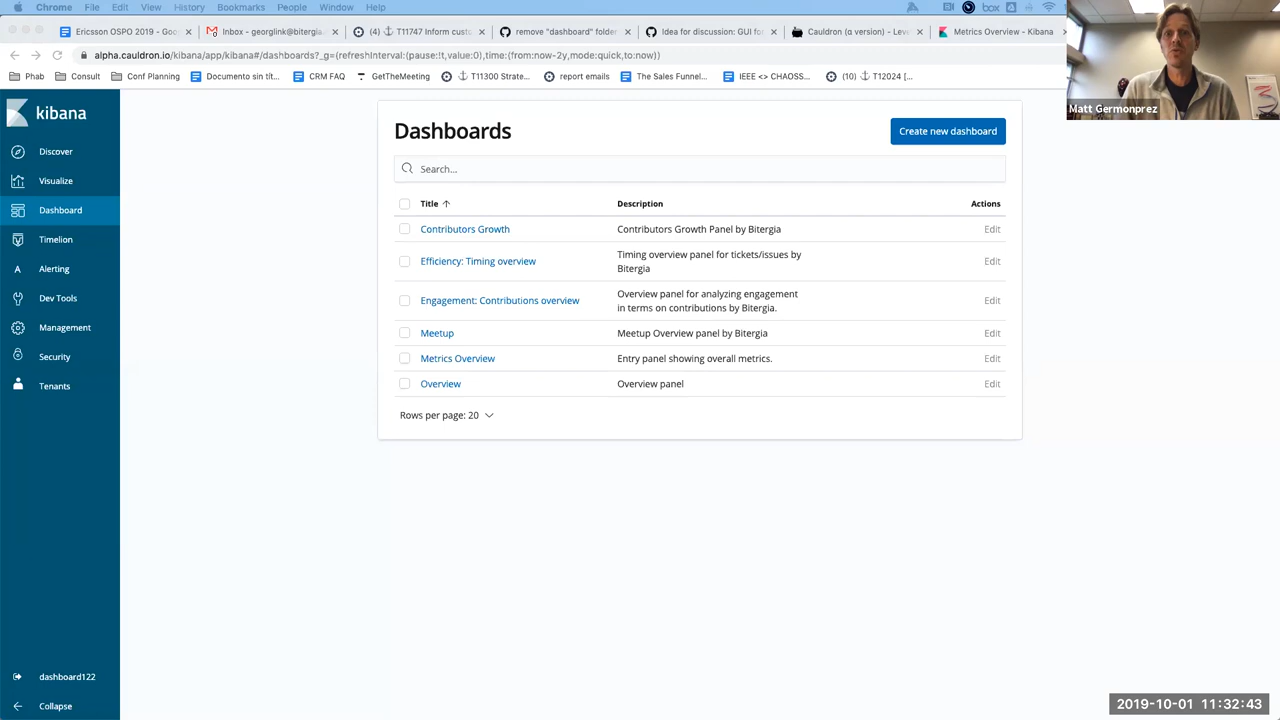 Chrome File Edit View History Bookmarks People Window Help
Ericsson OSPO 2019 - Goo
Inbox - georglink@bitergia.
(4) T11747 Inform cust
remove "dashboard" folder
Idea for discussion: GUI f
Cauldron (α version) - Lev
Metrics Overview - Kibana
alpha.cauldron.io/kibana/app/kibana#/dashboards?_g=(refreshInterval:(pause:!t,value:0),time:(from:now-2y,mode:quick,to:now))
Phab
Consult
Conf Planning
Documento sin tít...
CRM FAQ
GetTheMeeting
T11300 Strate...
report emails
The Sales Funnel...
IEEE <> CHAOSS...
(10) T12024 [...
box
Matt Germonprez
kibana
Discover
Visualize
Dashboard
Timelion
Alerting
Dev Tools
Management
Security
Tenants
dashboard122
Collapse
Dashboards
Create new dashboard
Search...
Title Description Actions
Contributors Growth Contributors Growth Panel by Bitergia Edit
Efficiency: Timing overview Timing overview panel for tickets/issues by Edit
Bitergia
Engagement: Contributions overview Overview panel for analyzing engagement Edit
in terms on contributions by Bitergia.
Meetup Meetup Overview panel by Bitergia Edit
Metrics Overview Entry panel showing overall metrics. Edit
Overview Overview panel Edit
Rows per page: 20
2019-10-01 11:32:43